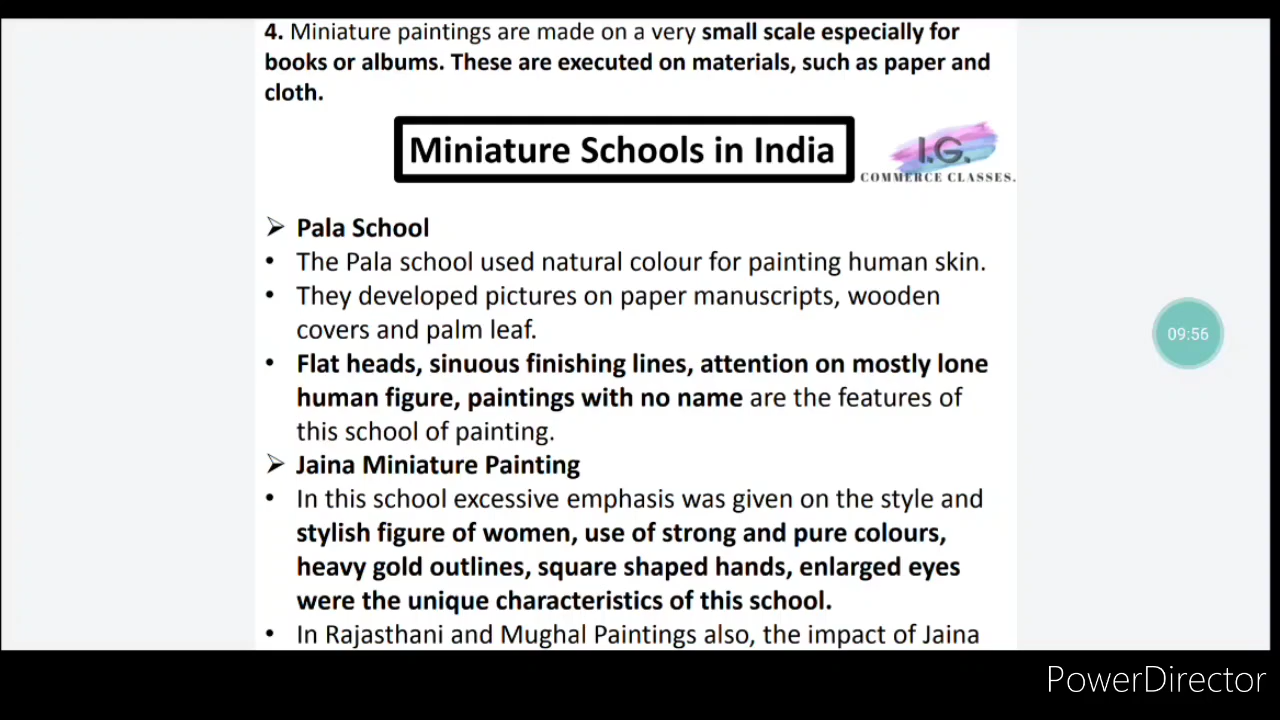 4. Miniature paintings are made on a very small scale especially for
books or albums. These are executed on materials, such as paper and
cloth.
Miniature Schools in India
I.G.
COMMERCE CLASSES.
➢ Pala School
• The Pala school used natural colour for painting human skin.
• They developed pictures on paper manuscripts, wooden
covers and palm leaf.
• Flat heads, sinuous finishing lines, attention on mostly lone
human figure, paintings with no name are the features of
this school of painting.
➢ Jaina Miniature Painting
• In this school excessive emphasis was given on the style and
stylish figure of women, use of strong and pure colours,
heavy gold outlines, square shaped hands, enlarged eyes
were the unique characteristics of this school.
• In Rajasthani and Mughal Paintings also, the impact of Jaina
09:56
PowerDirector